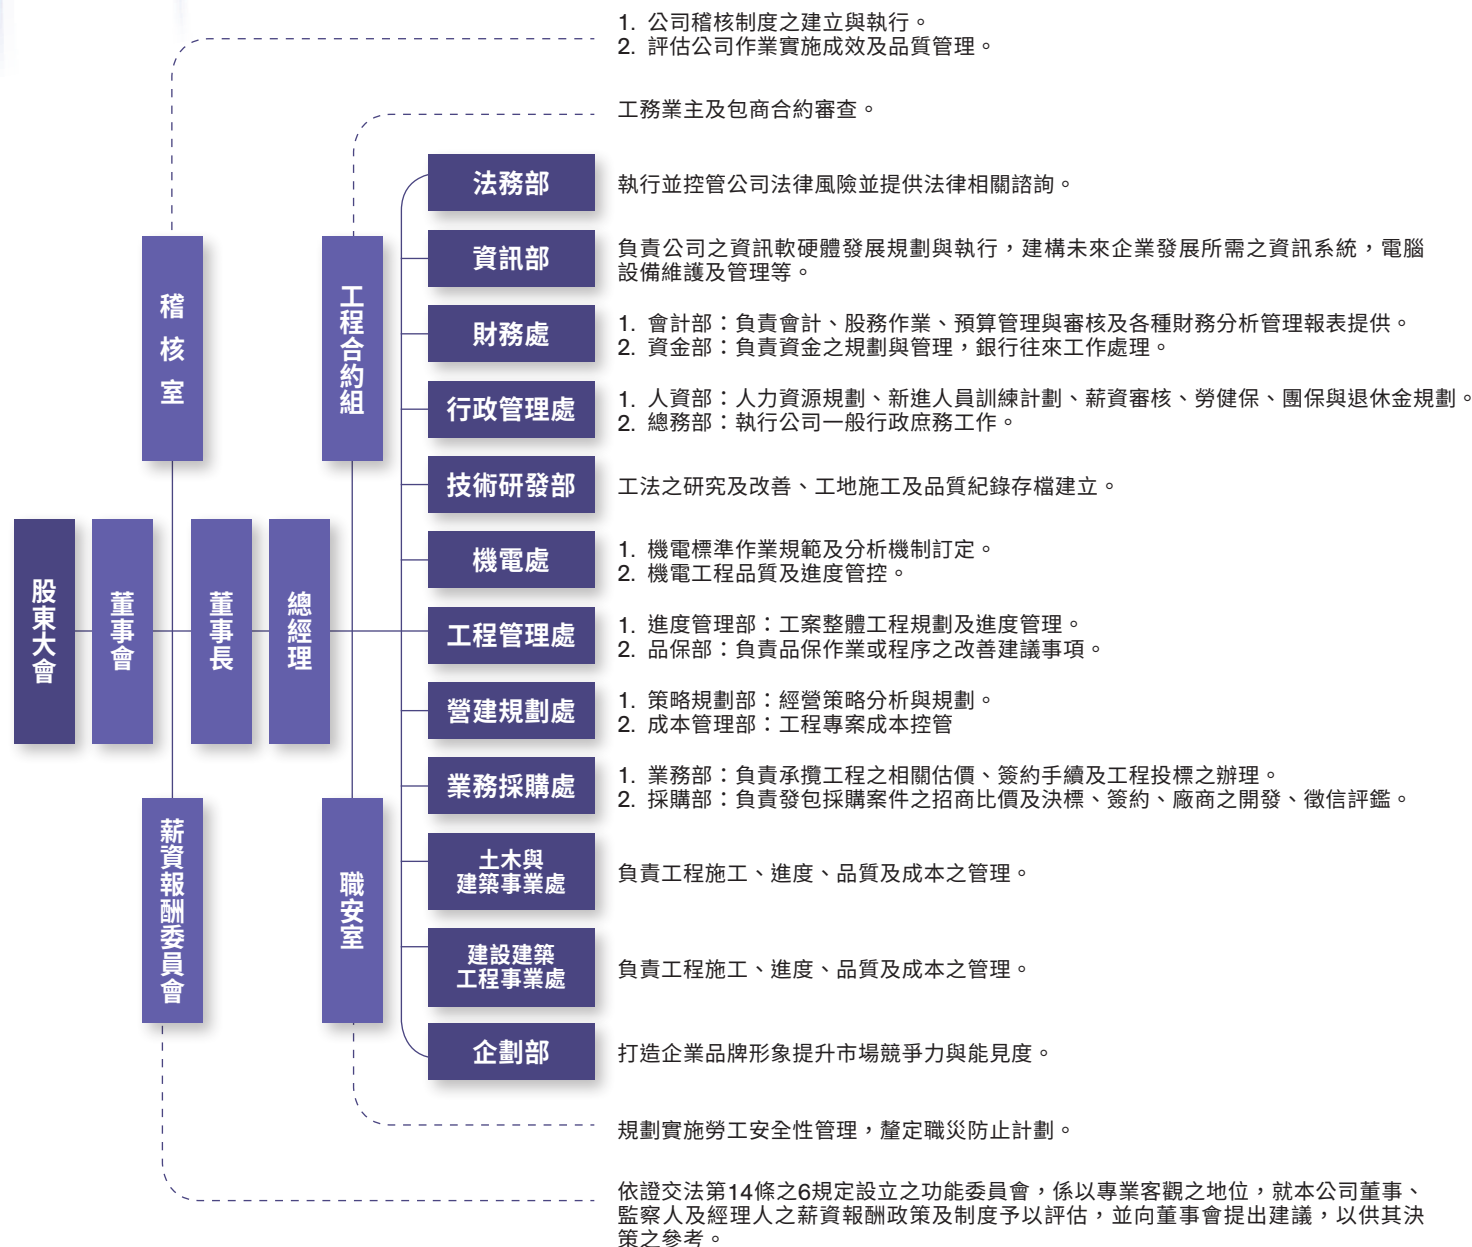 1. 公司稽核制度之建立與執行。
2. 評估公司作業實施成效及品質管理。
工務業主及包商合約審查。
法務部
執行並控管公司法律風險並提供法律相關諮詢。
資訊部
負責公司之資訊軟硬體發展規劃與執行，建構未來企業發展所需之資訊系統，電腦
設備維護及管理等。
財務處
1. 會計部：負責會計、股務作業、預算管理與審核及各種財務分析管理報表提供。
2. 資金部：負責資金之規劃與管理，銀行往來工作處理。
行政管理處
1. 人資部：人力資源規劃、新進人員訓練計劃、薪資審核、勞健保、團保與退休金規劃。
2. 總務部：執行公司一般行政庶務工作。
技術研發部
工法之研究及改善、工地施工及品質紀錄存檔建立。
機電處
1. 機電標準作業規範及分析機制訂定。
2. 機電工程品質及進度管控。
工程管理處
1. 進度管理部：工案整體工程規劃及進度管理。
2. 品保部：負責品保作業或程序之改善建議事項。
營建規劃處
1. 策略規劃部：經營策略分析與規劃。
2. 成本管理部：工程專案成本控管
業務採購處
1. 業務部：負責承攬工程之相關估價、簽約手續及工程投標之辦理。
2. 採購部：負責發包採購案件之招商比價及決標、簽約、廠商之開發、徵信評鑑。
土木與
建築事業處
負責工程施工、進度、品質及成本之管理。
建設建築
工程事業處
負責工程施工、進度、品質及成本之管理。
企劃部
打造企業品牌形象提升市場競爭力與能見度。
稽核室
工程合約組
股東大會
董事會
董事長
總經理
薪資報酬委員會
職安室
規劃實施勞工安全性管理，釐定職災防止計劃。
依證交法第14條之6規定設立之功能委員會，係以專業客觀之地位，就本公司董事、
監察人及經理人之薪資報酬政策及制度予以評估，並向董事會提出建議，以供其決
策之參考。